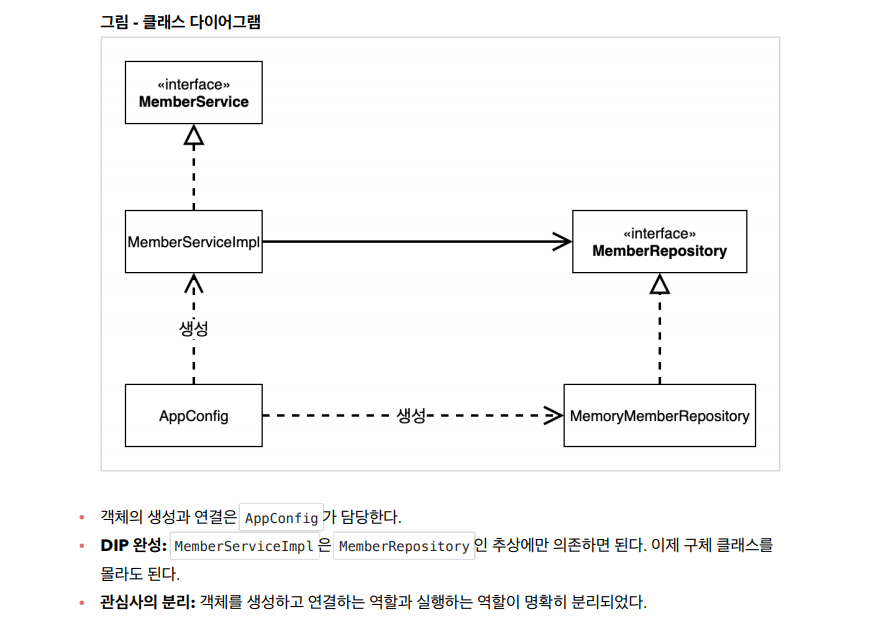 그림 - 클래스 다이어그램
«interface»
MemberService
MemberServiceImpl
«interface»
MemberRepository
생성
AppConfig
생성
MemoryMemberRepository
객체의 생성과 연결은 AppConfig 가 담당한다.
DIP 완성: MemberServiceImpl 은 MemberRepository 인 추상에만 의존하면 된다. 이제 구체 클래스를
몰라도 된다.
관심사의 분리: 객체를 생성하고 연결하는 역할과 실행하는 역할이 명확히 분리되었다.